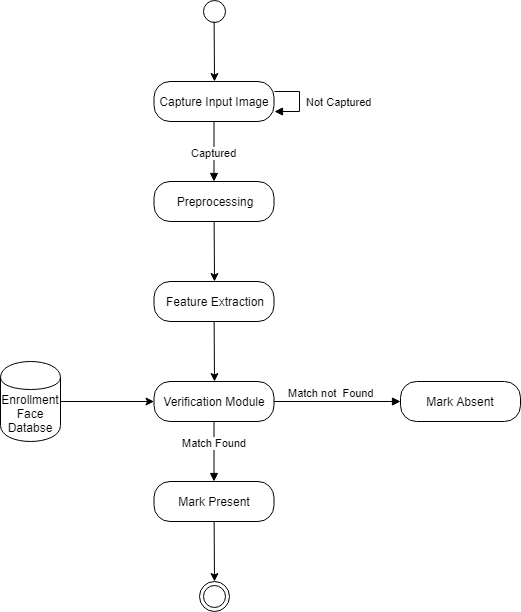 Capture Input Image
Not Captured
Captured
Preprocessing
Feature Extraction
Enrollment
Face
Databse
Verification Module
Match not  Found
Mark Absent
Match Found
Mark Present